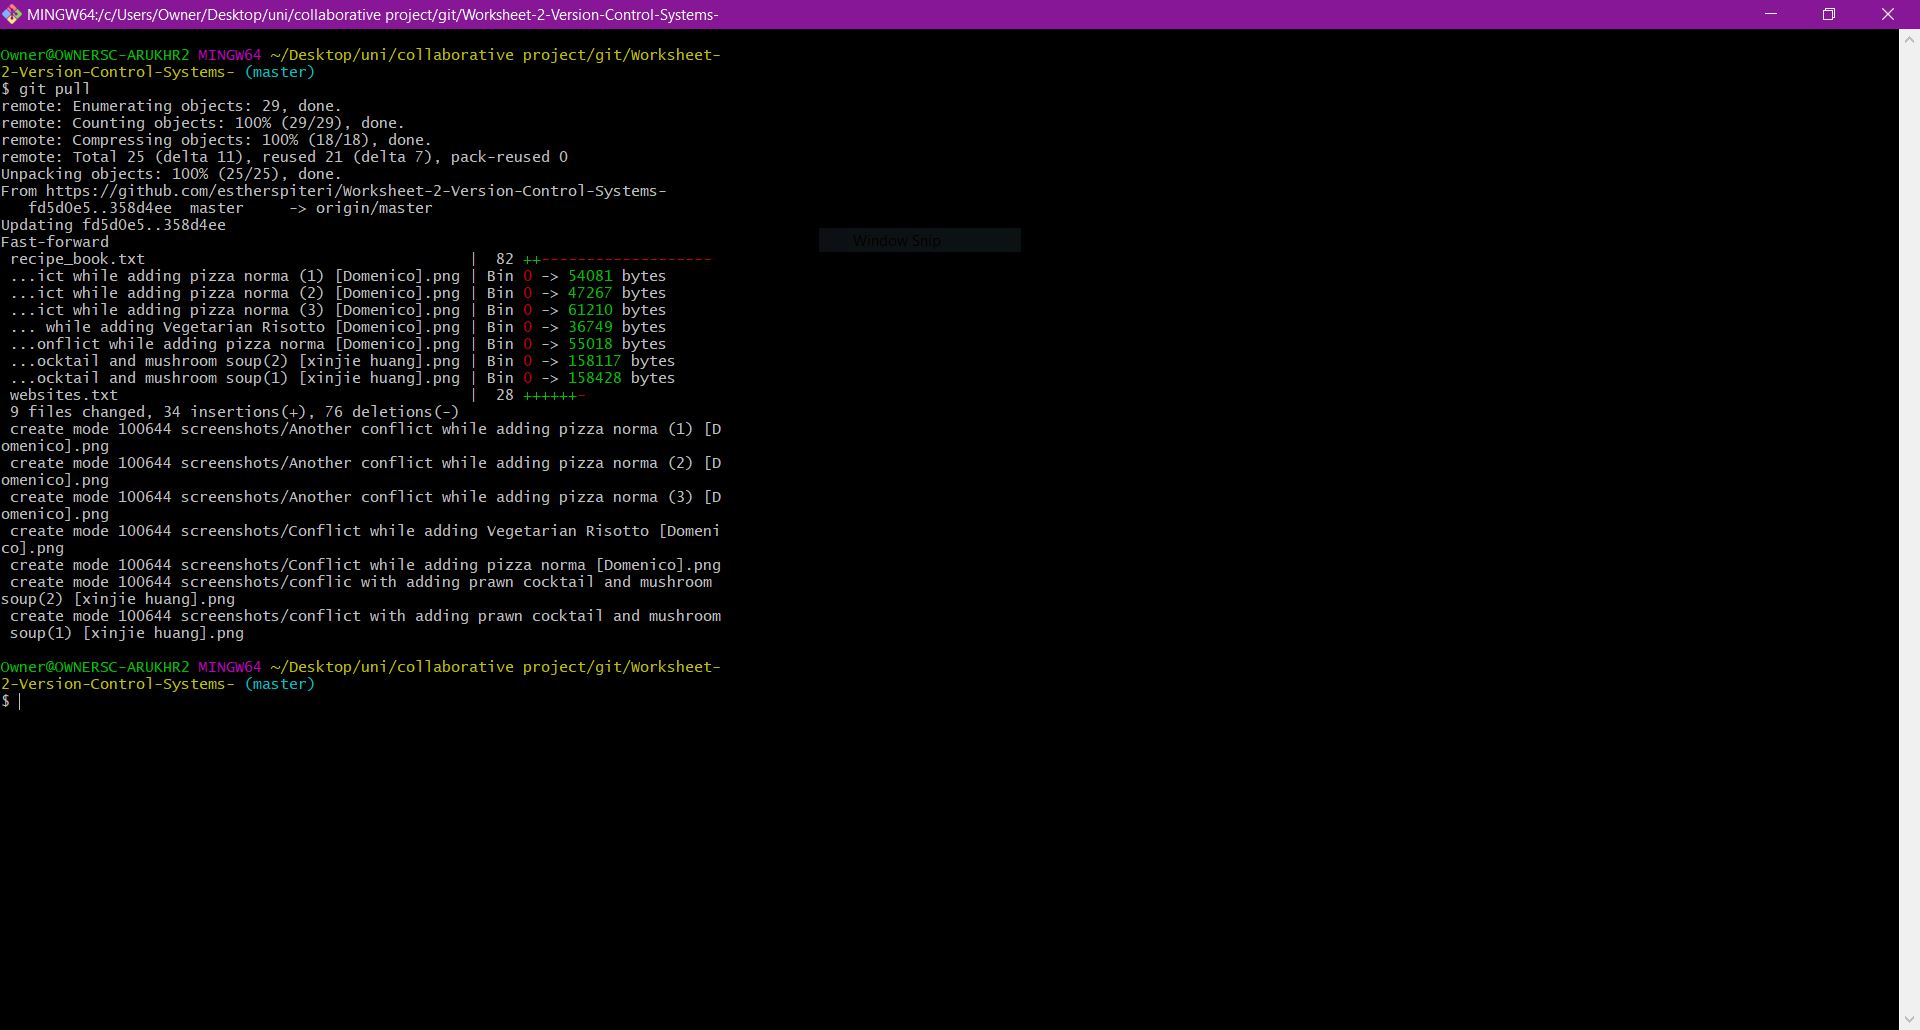 MINGW64:/c/Users/Owner/Desktop/uni/collaborative project/git/Worksheet-2-Version-Control-Systems-
Owner@OWNERSC-ARUKHR2 MINGW64 ~/Desktop/uni/collaborative project/git/Worksheet-
2-Version-Control-Systems- (master)
$ git pull
remote: Enumerating objects: 29, done.
remote: Counting objects: 100% (29/29), done.
remote: Compressing objects: 100% (18/18), done.
remote: Total 25 (delta 11), reused 21 (delta 7), pack-reused 0
Unpacking objects: 100% (25/25), done.
From https://github.com/estherspiteri/Worksheet-2-Version-Control-Systems-
   fd5d0e5..358d4ee  master     -> origin/master
Updating fd5d0e5..358d4ee
Fast-forward
Window Snip
 recipe_book.txt                                    |  82 ++-------------------
 ...ict while adding pizza norma (1) [Domenico].png | Bin 0 -> 54081 bytes
 ...ict while adding pizza norma (2) [Domenico].png | Bin 0 -> 47267 bytes
 ...ict while adding pizza norma (3) [Domenico].png | Bin 0 -> 61210 bytes
 ... while adding Vegetarian Risotto [Domenico].png | Bin 0 -> 36749 bytes
 ...onflict while adding pizza norma [Domenico].png | Bin 0 -> 55018 bytes
 ...ocktail and mushroom soup(2) [xinjie huang].png | Bin 0 -> 158117 bytes
 ...ocktail and mushroom soup(1) [xinjie huang].png | Bin 0 -> 158428 bytes
 websites.txt                                       |  28 ++++++-
 9 files changed, 34 insertions(+), 76 deletions(-)
 create mode 100644 screenshots/Another conflict while adding pizza norma (1) [D
omenico].png
 create mode 100644 screenshots/Another conflict while adding pizza norma (2) [D
omenico].png
 create mode 100644 screenshots/Another conflict while adding pizza norma (3) [D
omenico].png
 create mode 100644 screenshots/Conflict while adding Vegetarian Risotto [Domeni
co].png
 create mode 100644 screenshots/Conflict while adding pizza norma [Domenico].png
 create mode 100644 screenshots/conflic with adding prawn cocktail and mushroom
soup(2) [xinjie huang].png
 create mode 100644 screenshots/conflict with adding prawn cocktail and mushroom
 soup(1) [xinjie huang].png
Owner@OWNERSC-ARUKHR2 MINGW64 ~/Desktop/uni/collaborative project/git/Worksheet-
2-Version-Control-Systems- (master)
$